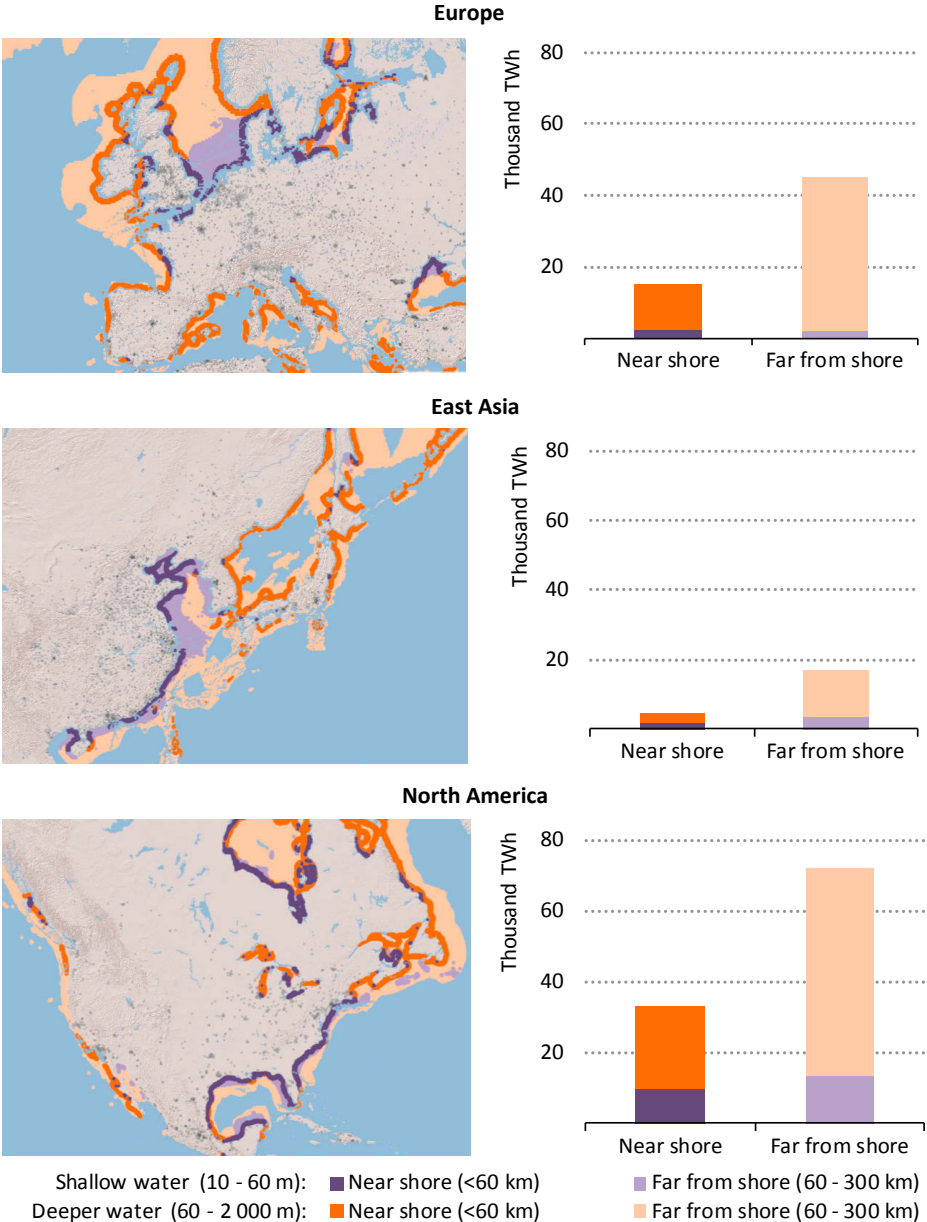 Europe
Thousand TWh
80
60
40
20
Near shore
Far from shore
East Asia
Thousand TWh
80
60
40
20
Near shore
Far from shore
North America
Thousand TWh
80
60
40
20
Near shore
Far from shore
Shallow water (10 - 60 m): Near shore (<60 km) Far from shore (60 - 300 km)
Deeper water (60 - 2 000 m): Near shore (<60 km) Far from shore (60 - 300 km)